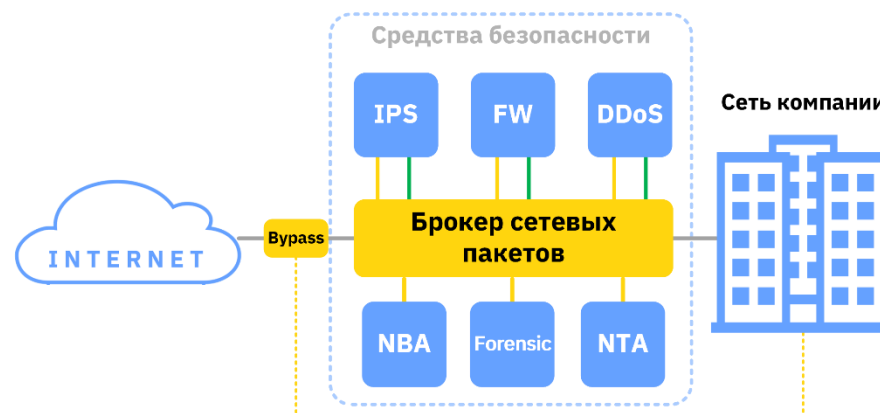 Средства безопасности
IPS
FW
DDoS
Сеть компании
INTERNET
Bypass
Брокер сетевых
пакетов
NBA
Forensic
NTA